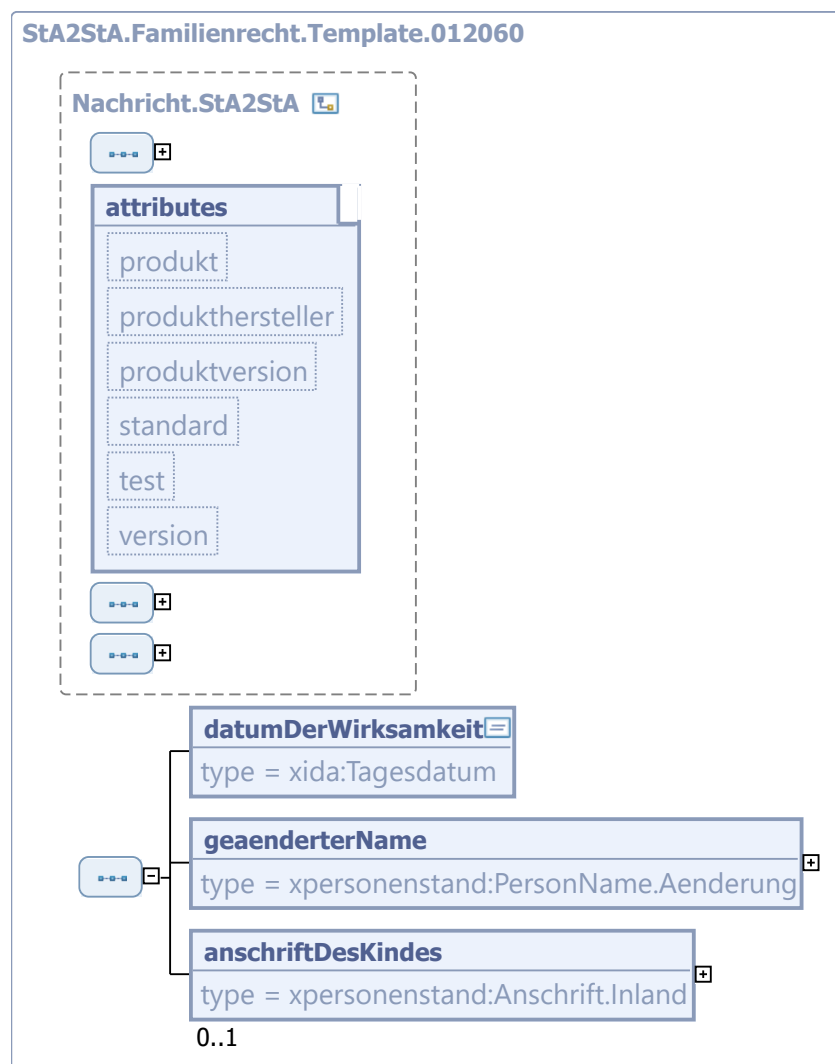 StA2StA.Familienrecht.Template.012060
Nachricht.StA2StA
attributes
produkt
produkthersteller
produktversion
standard
test
version
datumDerWirksamkeit
type = xida:Tagesdatum
geaenderterName
type = xpersonenstand:PersonName.Aenderung
anschriftDesKindes
type = xpersonenstand:Anschrift.Inland
0..1